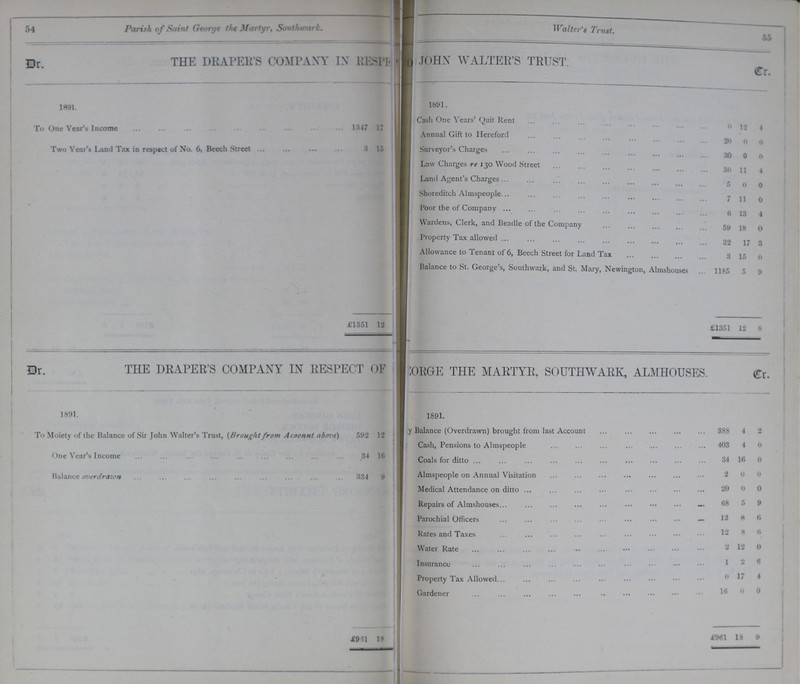 54
Parish of Saint George the Martyr, Southwark.
Dr.
THE DRAPER'S COMPANY IN RESPE
1891.
To One Year's Income ... 1347 17
Two Year's Land Tax in respect of No. 6, Beech Street ... 3 15
£1351 12
Dr.
THE DRAPER'S COMPANY IN RESPECT OF
1891.
To Moiety of the Balance of Sir John Walter's Trust, (Brought from Acconnt above) 592 12
One Year's Income ... 34 16
Balance overdrawn ... 334 9
£961 18
Walter's Trust.
55
JOHN WALTER'S TRUST.
Cr.
1891.
Cash One Years' Quit Rent ... 0 12 4
Annual Gift to Hereford ... 20 0 0
Surveyor's Charges ... 30 0 0
Law Charges re 130 Wood Street ... 30 11 4
Land Agent's Charges ... 5 0 0
Shoreditch Almspeople ... 7 11 0
Poor the of Company ... 6 13 4
Wardens, Clerk, and Beadle of the Company 59 18 0
Property Tax allowed ... 32 17 3
Allowance to Tenant of 6, Beech Street for Land Tax ... 3 15 0
Balance to St. George's, Southwark, and St. Mary, Newington, Almshouses ... 1185 5 9
£1351 12 8
ORGE THE MARTYR, SOUTHWARK, ALMHOUSES.
Cr.
1891.
y Balance (Overdrawn) brought from last Account ... 388 4 2
Cash, Pensions to Almspeople ... 403 4 0
Coals for ditto ... 34 16 0
Almspeople on Annual Visitation ... 2 0 0
Medical Attendance on ditto ... 20 0 0
Repairs of Almshouses ... 68 5 9
Parochial Officers ... 12 8 6
Rates and Taxes ... 12 8 6
Water Rate ... 2 12 0
Insurance ... 1 2 6
Property Tax Allowed ... 0 17 4
Gardener ... 16 0 0
£961 18 9